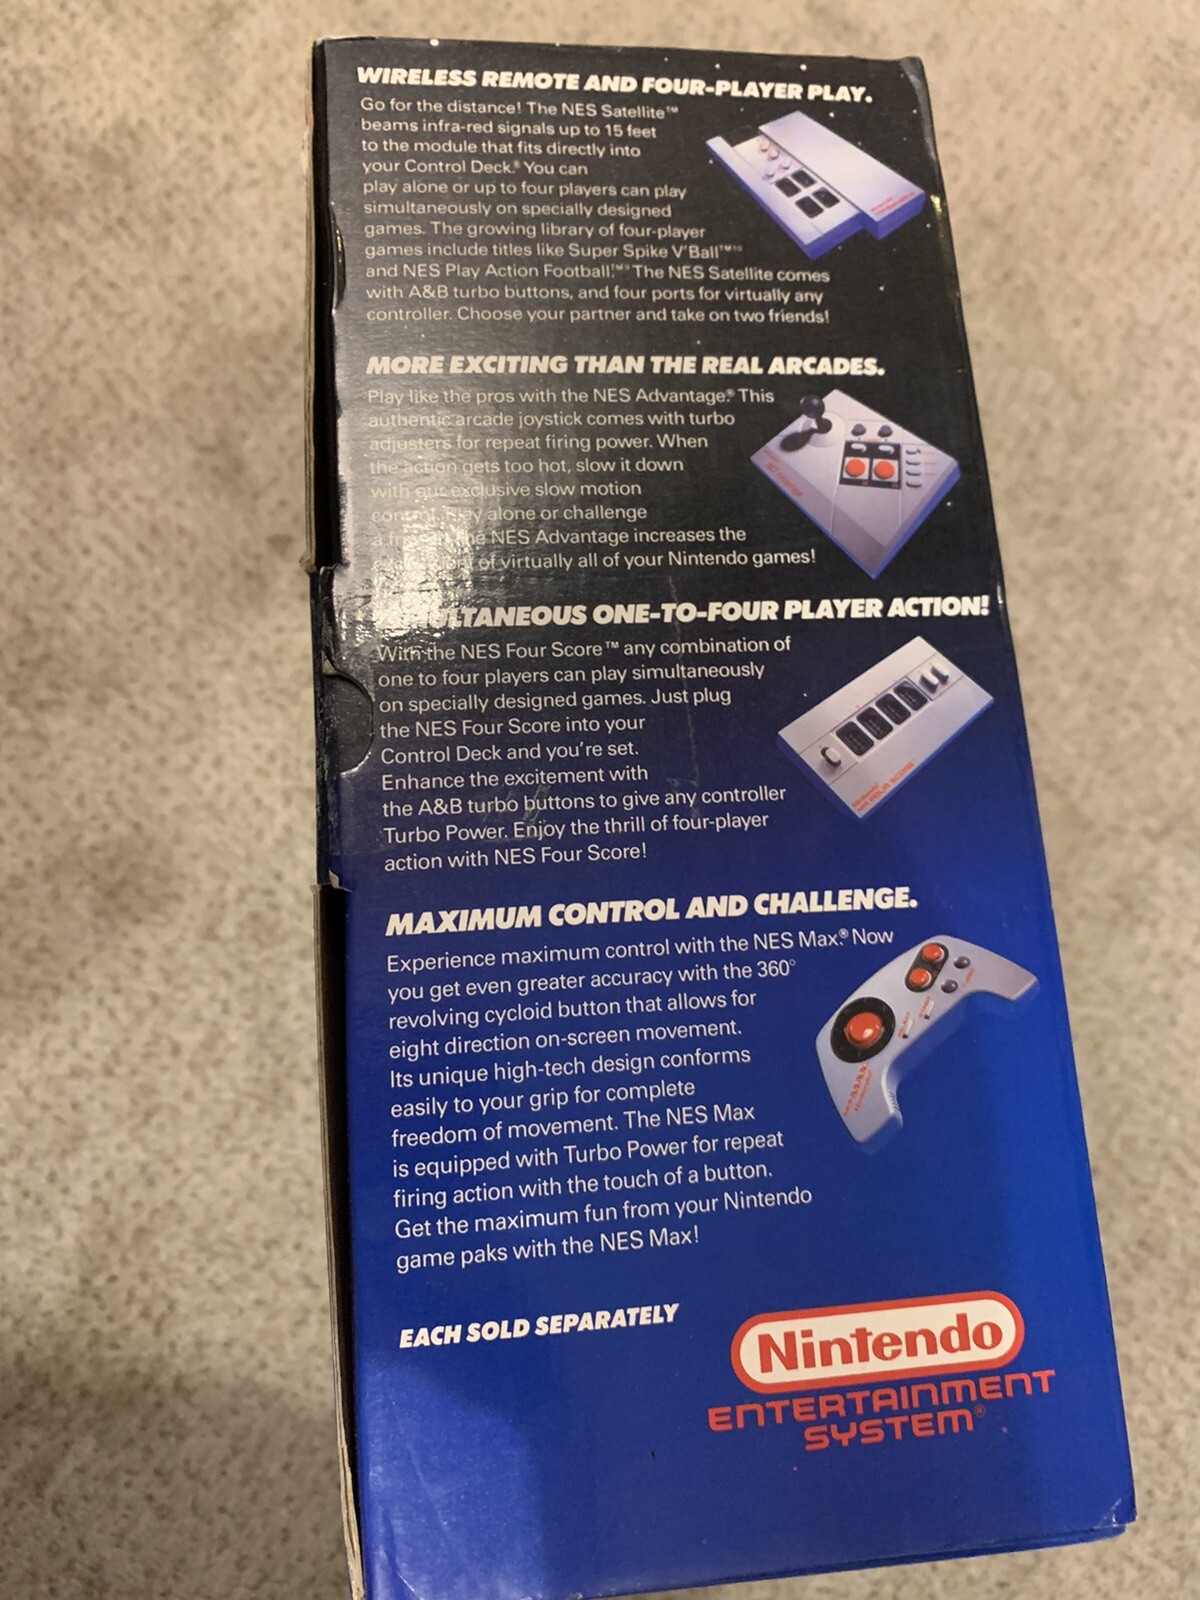 WIRELESS REMOTE AND FOUR-PLAYER PLAY.
Go for the distance! The NES Satellite™
beams infra-red signals up to 15 feet
to the module that fits directly into
your Control Deck.® You can
play alone or up to four players can play
simultaneously on specially designed
games. The growing library of four-player
games include titles like Super Spike V'Ball™
and NES Play Action Football!™ The NES Satellite comes
with A&B turbo buttons, and four ports for virtually any
controller. Choose your partner and take on two friends!
MORE EXCITING THAN THE REAL ARCADES.
Play like the pros with the NES Advantage.® This
authentic arcade joystick comes with turbo
adjusters for repeat firing power. When
the action gets too hot, slow it down
with our exclusive slow motion
alone or challenge
NES Advantage increases the
of virtually all of your Nintendo games!
SIMULTANEOUS ONE-TO-FOUR PLAYER ACTION!
With the NES Four Score™ any combination of
one to four players can play simultaneously
on specially designed games. Just plug
the NES Four Score into your
Control Deck and you're set.
Enhance the excitement with
the A&B turbo buttons to give any controller
Turbo Power. Enjoy the thrill of four-player
action with NES Four Score!
MAXIMUM CONTROL AND CHALLENGE.
Experience maximum control with the NES Max.® Now
you get even greater accuracy with the 360°
revolving cycloid button that allows for
eight direction on-screen movement.
Its unique high-tech design conforms
easily to your grip for complete
freedom of movement. The NES Max
is equipped with Turbo Power for repeat
firing action with the touch of a button.
Get the maximum fun from your Nintendo
game paks with the NES Max!
EACH SOLD SEPARATELY
Nintendo
ENTERTAINMENT
SYSTEM®